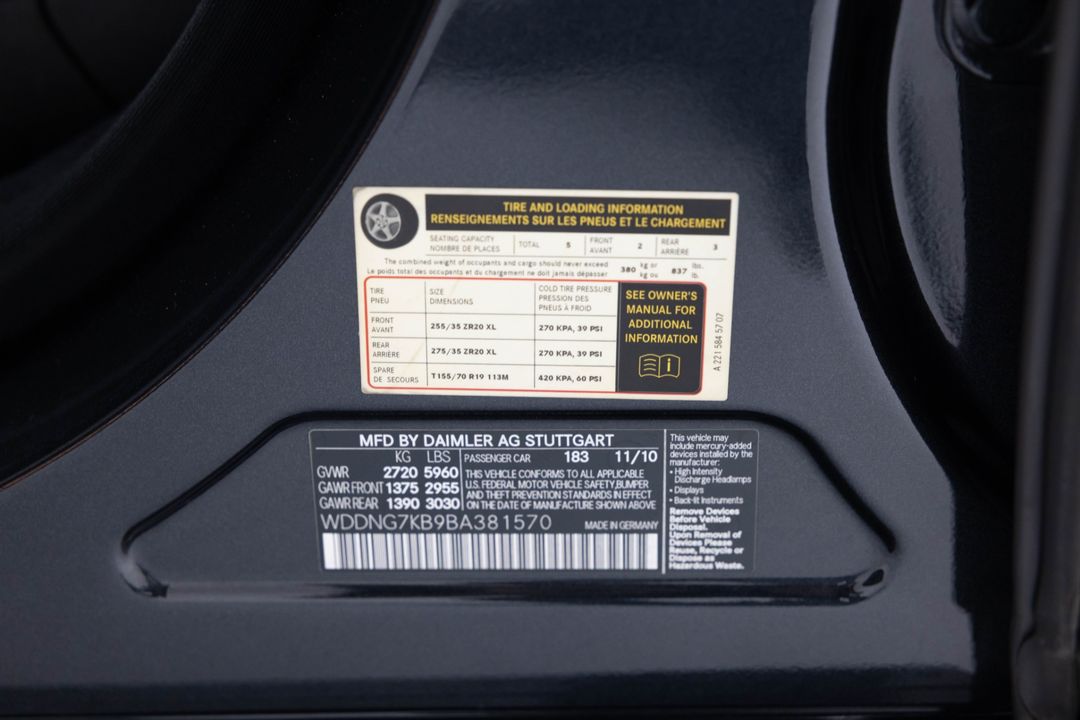 TIRE AND LOADING INFORMATION
RENSEIGNEMENTS SUR LES PNEUS ET LE CHARGEMENT
SEATING CAPACITY
NOMBRE DE PLACES
TOTAL 5
FRONT
AVANT
2
REAR
ARRIÈRE
3
The combined weight of occupants and cargo should never exceed
Le poids total des occupants et du chargement ne doit jamais dépasser
380
kg or
kg ou
837
lbs.
lb.
TIRE
PNEU
SIZE
DIMENSIONS
COLD TIRE PRESSURE
PRESSION DES
PNEUS À FROID
FRONT
AVANT
255/35 ZR20 XL
270 KPA, 39 PSI
REAR
ARRIÈRE
275/35 ZR20 XL
270 KPA, 39 PSI
SPARE
DE SECOURS
T155/70 R19 113M
420 KPA, 60 PSI
SEE OWNER'S
MANUAL FOR
ADDITIONAL
INFORMATION
A 221 584 57 07
MFD BY DAIMLER AG STUTTGART
KG LBS
GVWR 2720 5960
GAWR FRONT 1375 2955
GAWR REAR 1390 3030
PASSENGER CAR 183 11/10
THIS VEHICLE CONFORMS TO ALL APPLICABLE
U.S. FEDERAL MOTOR VEHICLE SAFETY,BUMPER
AND THEFT PREVENTION STANDARDS IN EFFECT
ON THE DATE OF MANUFACTURE SHOWN ABOVE
WDDNG7KB9BA381570
MADE IN GERMANY
This vehicle may
include mercury-added
devices installed by the
manufacturer:
• High Intensity
Discharge Headlamps
• Displays
• Back-lit Instruments
Remove Devices
Before Vehicle
Disposal.
Upon Removal of
Devices Please
Reuse, Recycle or
Dispose as
Hazardous Waste.